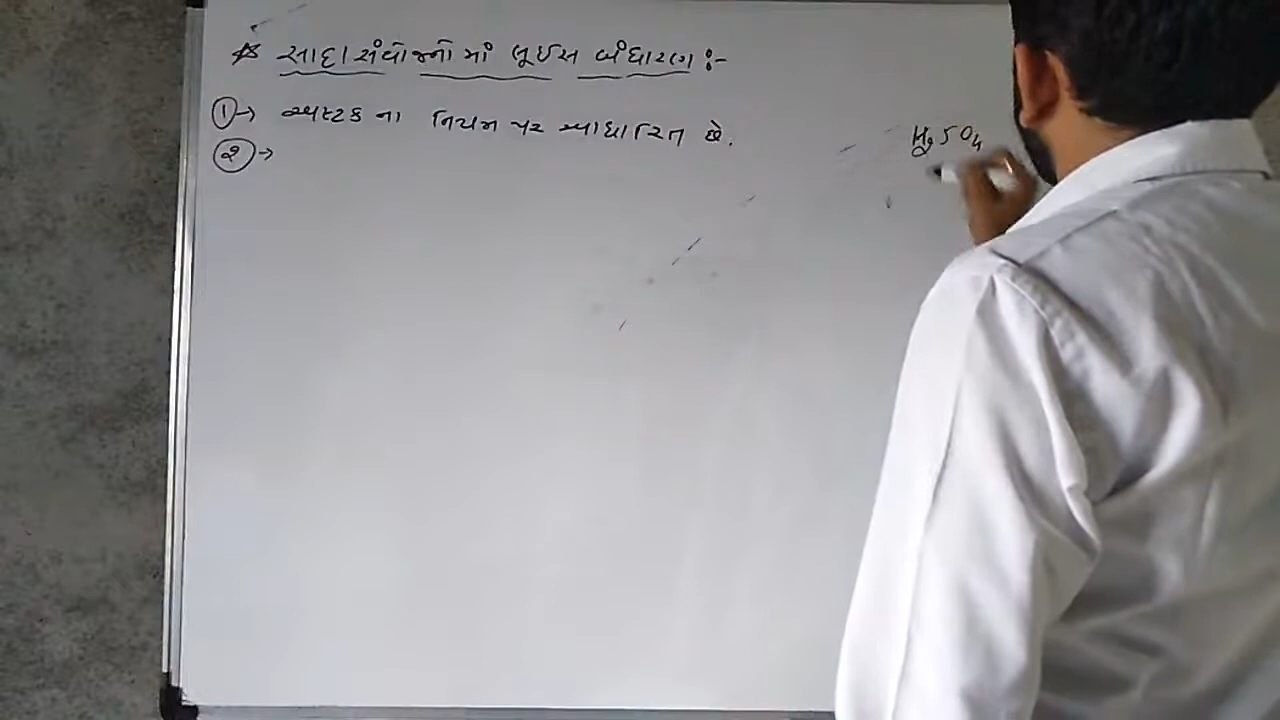 * સાદા સંયોજનો માં લૂઈસ બંધારણ :-
① → અષ્ટક ના નિયમ પર આધારિત છે.
② →
H₂SO₄